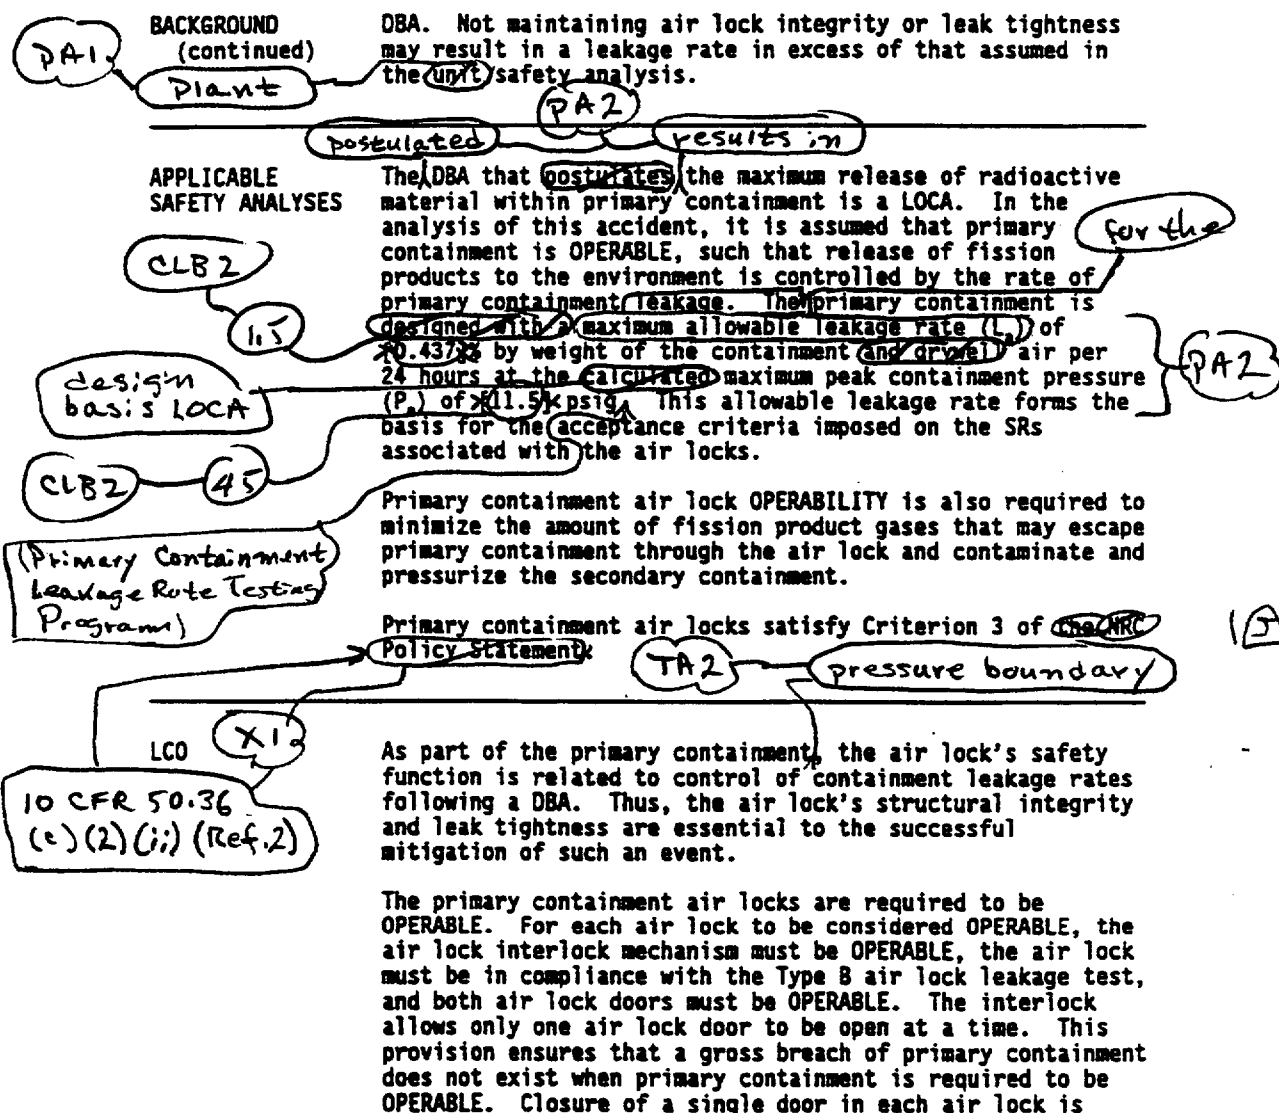 BACKGROUND DBA. Not maintaining air lock integrity or leak tightness
PA1 (continued) may result in a leakage rate in excess of that assumed in
the unit safety analysis.
Plant
PA2
postulated results in
APPLICABLE The DBA that postulates the maximum release of radioactive
SAFETY ANALYSES material within primary containment is a LOCA. In the
analysis of this accident, it is assumed that primary
for the
containment is OPERABLE, such that release of fission
CLB2
products to the environment is controlled by the rate of
primary containment leakage. The primary containment is
1.5 designed with a maximum allowable leakage rate (La) of
[0.437]% by weight of the containment and drywell air per
PA2
design 24 hours at the calculated maximum peak containment pressure
basis LOCA (Pa) of [11.5] psig. This allowable leakage rate forms the
basis for the acceptance criteria imposed on the SRs
associated with the air locks.
CLB2 45
Primary containment air lock OPERABILITY is also required to
minimize the amount of fission product gases that may escape
primary containment through the air lock and contaminate and
pressurize the secondary containment.
(Primary Containment
Leakage Rate Testing
Program)
Primary containment air locks satisfy Criterion 3 of the NRC
Policy Statement.
TA2 pressure boundary
X1
LCO As part of the primary containment, the air lock's safety
function is related to control of containment leakage rates
10 CFR 50.36 following a DBA. Thus, the air lock's structural integrity
(c)(2)(ii) (Ref.2) and leak tightness are essential to the successful
mitigation of such an event.
The primary containment air locks are required to be
OPERABLE. For each air lock to be considered OPERABLE, the
air lock interlock mechanism must be OPERABLE, the air lock
must be in compliance with the Type B air lock leakage test,
and both air lock doors must be OPERABLE. The interlock
allows only one air lock door to be open at a time. This
provision ensures that a gross breach of primary containment
does not exist when primary containment is required to be
OPERABLE. Closure of a single door in each air lock is